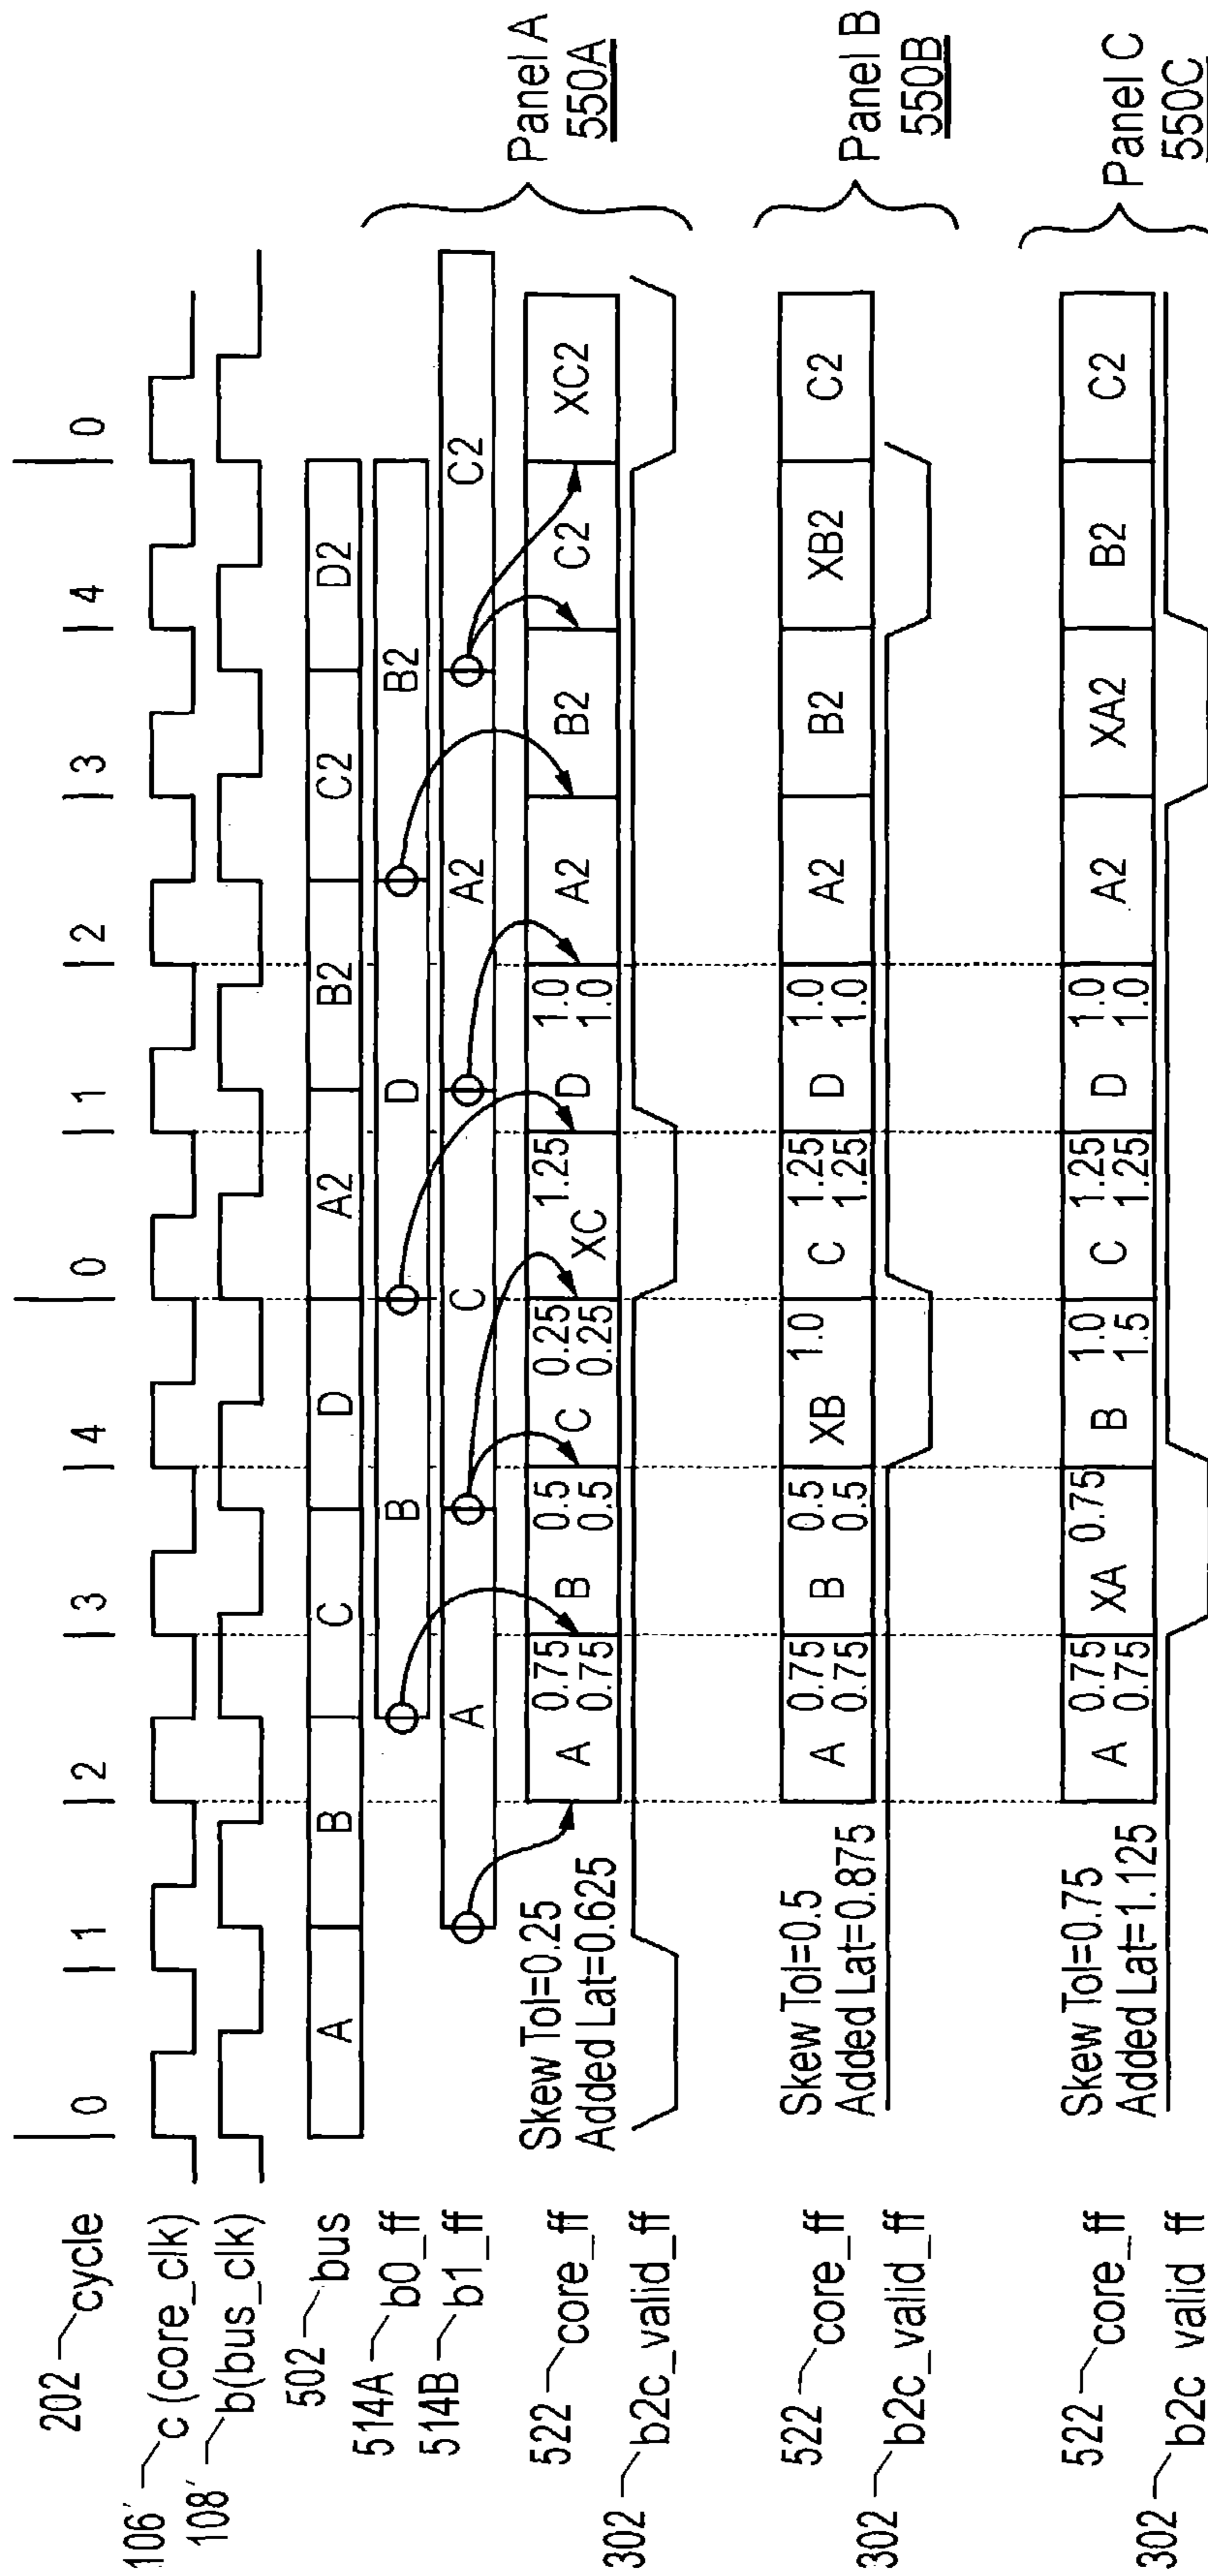 202 cycle 0 1 2 3 4 0 1 2 3 4 0
106′ c (core_clk)
108′ b(bus_clk)
502 bus A B C D A2 B2 C2 D2
514A b0_ff B D B2
514B b1_ff A C A2 C2
Skew Tol=0.25
Added Lat=0.625
522 core_ff A 0.75 0.75 B 0.5 0.5 C 0.25 0.25 XC 1.25 D 1.0 1.0 A2 B2 C2 XC2
302 b2c_valid_ff
Panel A
550A
Skew Tol=0.5
Added Lat=0.875
522 core_ff A 0.75 0.75 B 0.5 0.5 XB 1.0 C 1.25 1.25 D 1.0 1.0 A2 B2 XB2 C2
302 b2c_valid_ff
Panel B
550B
Skew Tol=0.75
Added Lat=1.125
522 core_ff A 0.75 0.75 XA 0.75 B 1.0 1.5 C 1.25 1.25 D 1.0 1.0 A2 XA2 B2 C2
302 b2c_valid_ff
Panel C
550C